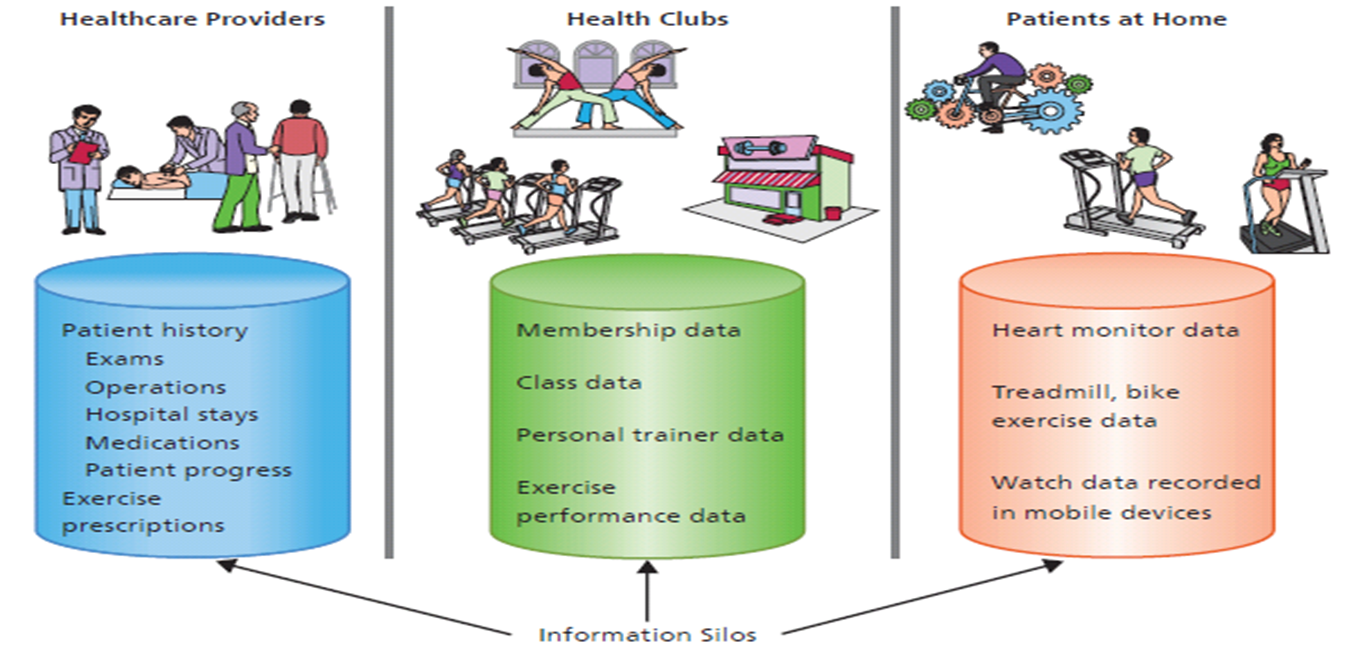 Healthcare Providers
Health Clubs
Patients at Home
Patient history
Exams
Operations
Hospital stays
Medications
Patient progress
Exercise
prescriptions
Membership data
Class data
Personal trainer data
Exercise
performance data
Heart monitor data
Treadmill, bike
exercise data
Watch data recorded
in mobile devices
Information Silos